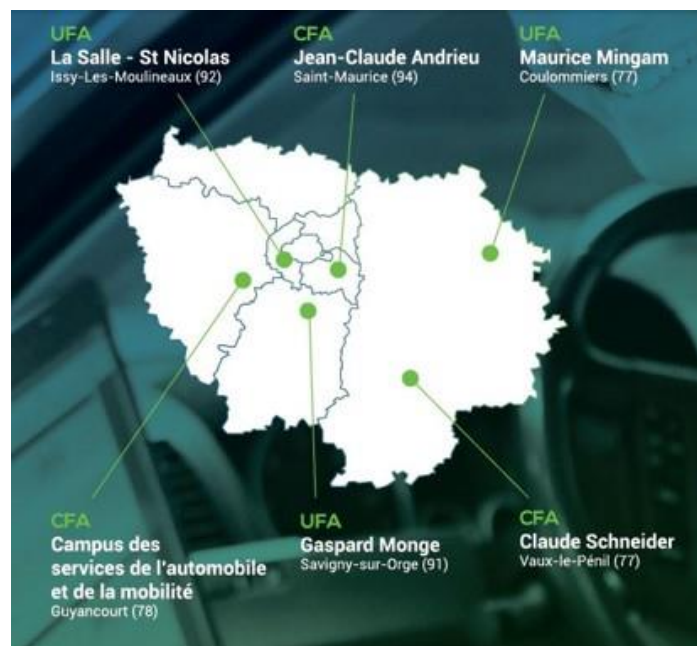 UFA
La Salle - St Nicolas
Issy-Les-Moulineaux (92)
CFA
Jean-Claude Andrieu
Saint-Maurice (94)
UFA
Maurice Mingam
Coulommiers (77)
CFA
Campus des
services de l'automobile
et de la mobilité
Guyancourt (78)
UFA
Gaspard Monge
Savigny-sur-Orge (91)
CFA
Claude Schneider
Vaux-le-Pénil (77)